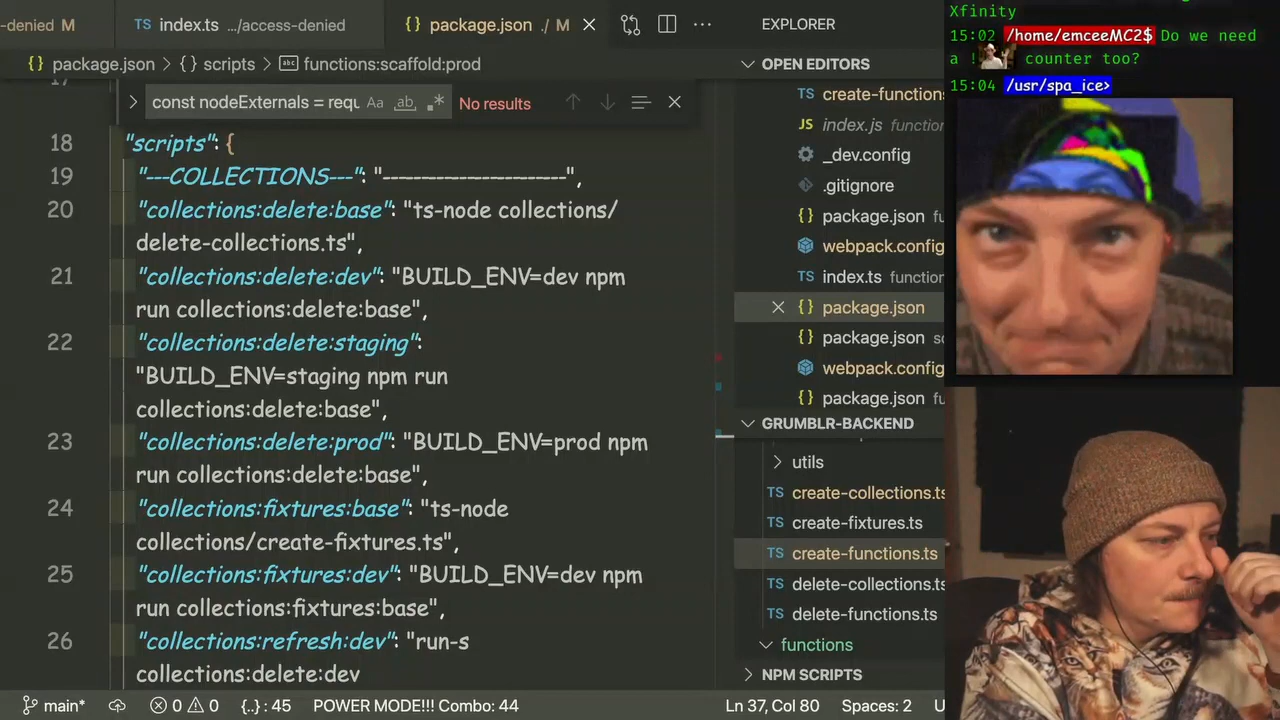 -denied M
TS index.ts .../access-denied
{} package.json ./ M
{} package.json > {} scripts > functions:scaffold:prod
17
const nodeExternals = requ Aa ab, .* No results
18 "scripts": {
19 "---COLLECTIONS---": "----------------------",
20 "collections:delete:base": "ts-node collections/
delete-collections.ts",
21 "collections:delete:dev": "BUILD_ENV=dev npm
run collections:delete:base",
22 "collections:delete:staging":
"BUILD_ENV=staging npm run
collections:delete:base",
23 "collections:delete:prod": "BUILD_ENV=prod npm
run collections:delete:base",
24 "collections:fixtures:base": "ts-node
collections/create-fixtures.ts",
25 "collections:fixtures:dev": "BUILD_ENV=dev npm
run collections:fixtures:base",
26 "collections:refresh:dev": "run-s
collections:delete:dev
main* 0 0 {..} : 45 POWER MODE!!! Combo: 44 Ln 37, Col 80 Spaces: 2 U
EXPLORER
OPEN EDITORS
TS create-functions
JS index.js function
_dev.config
.gitignore
{} package.json fu
webpack.config
TS index.ts functio
{} package.json
{} package.json so
webpack.config
{} package.json fu
GRUMBLR-BACKEND
utils
TS create-collections.ts
TS create-fixtures.ts
TS create-functions.ts
TS delete-collections.ts
TS delete-functions.ts
functions
NPM SCRIPTS
Xfinity
15:02 /home/emceeMC2$ Do we need
a ! counter too?
15:04 /usr/spa_ice>